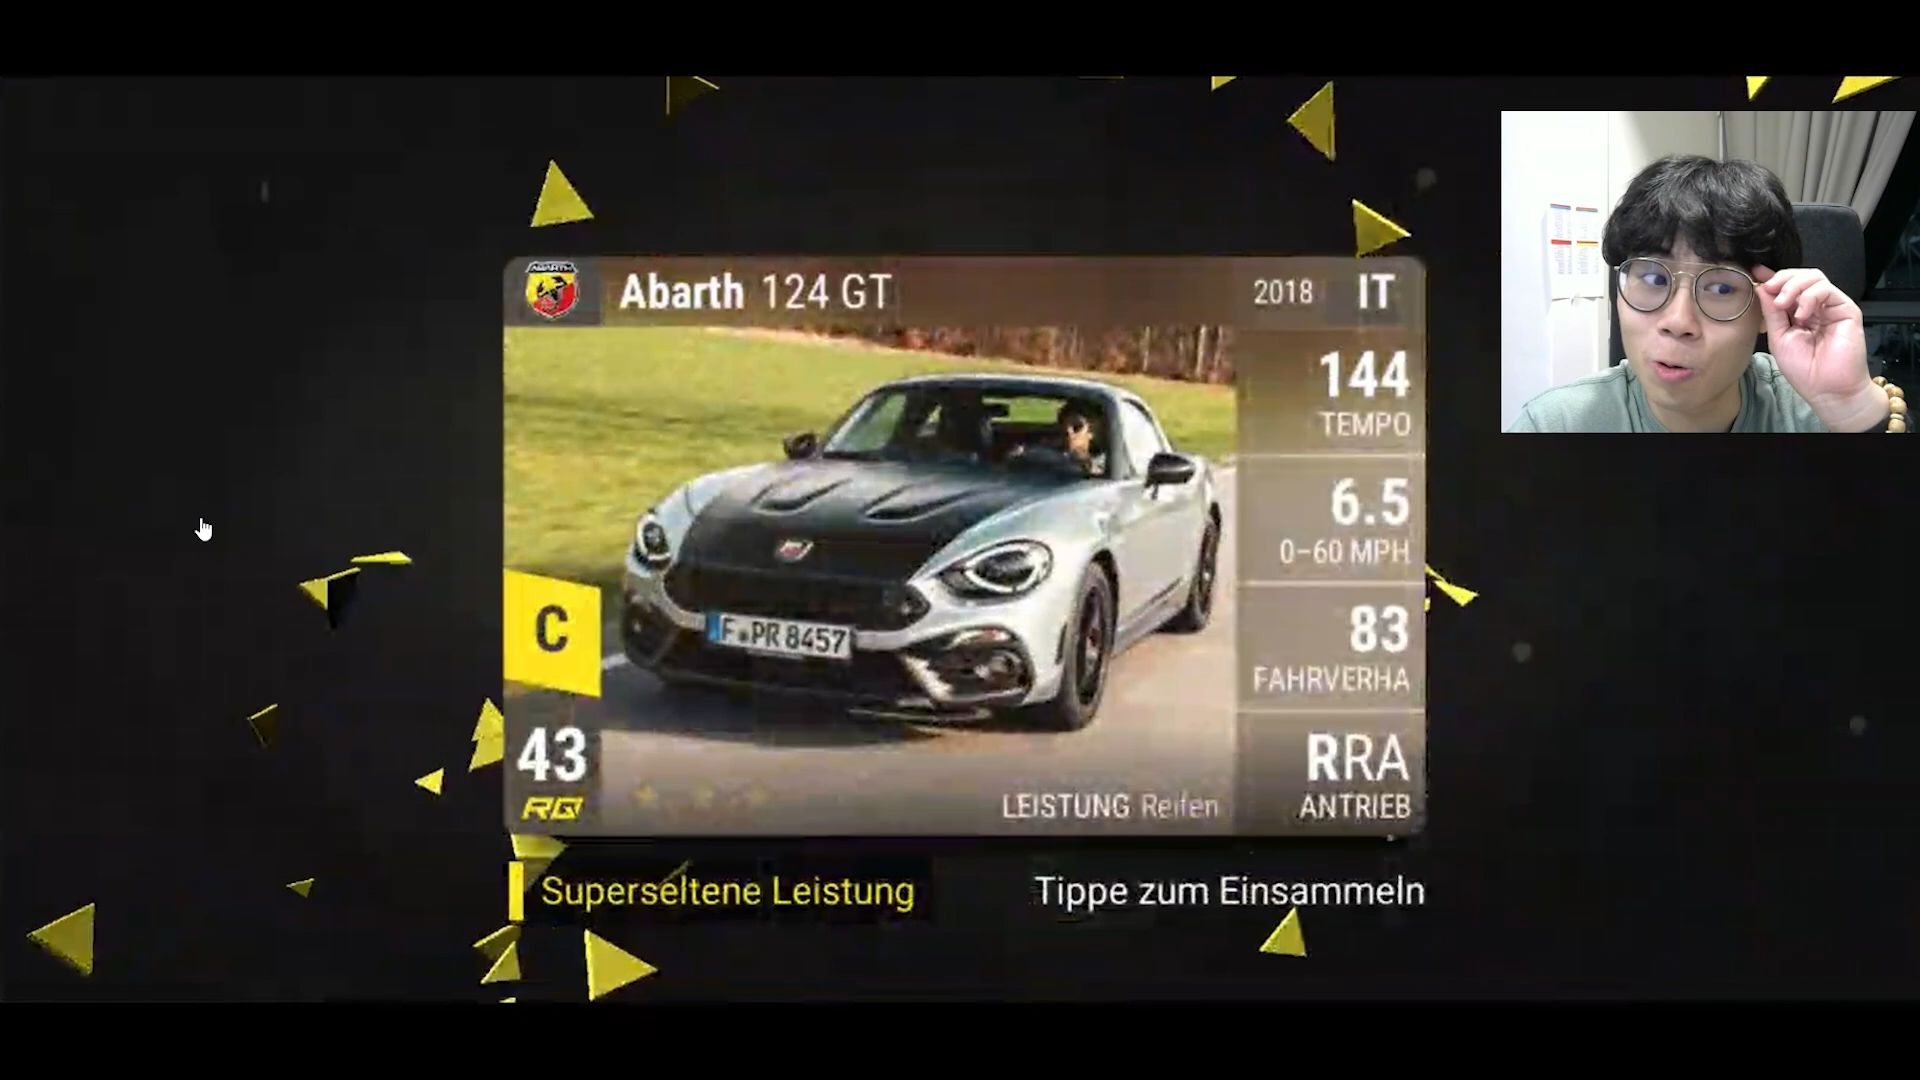 ABARTH
Abarth 124 GT
2018 IT
144
TEMPO
6.5
0-60 MPH
83
FAHRVERHA
RRA
ANTRIEB
C
43
RQ
F PR 8457
LEISTUNG Reifen
Superseltene Leistung
Tippe zum Einsammeln